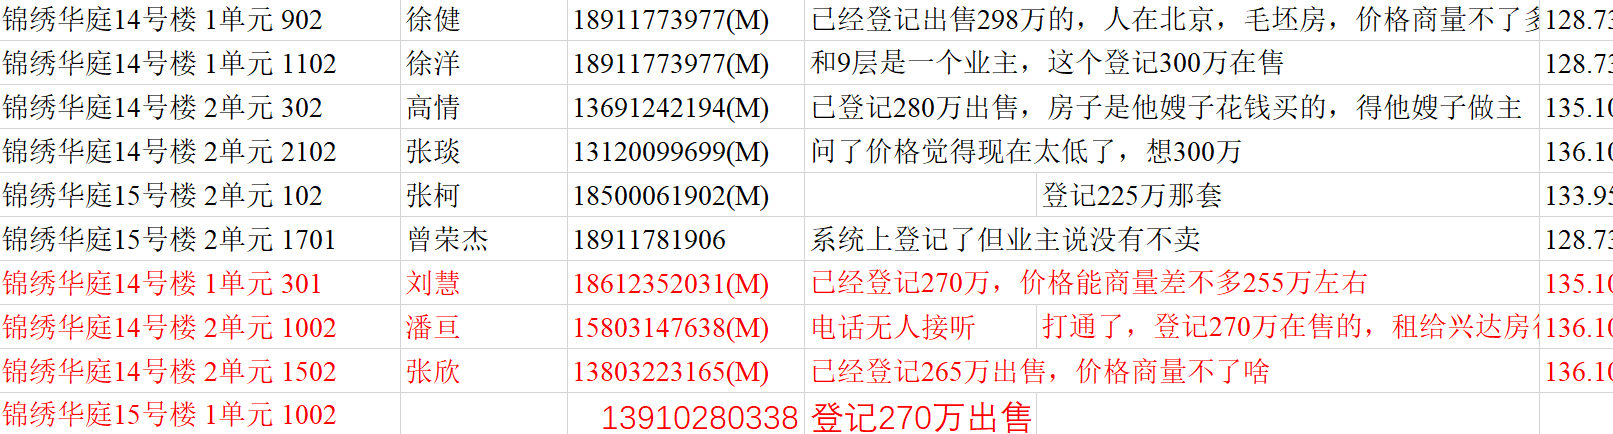 锦绣华庭14号楼 1单元 902 徐健 18911773977(M) 已经登记出售298万的，人在北京，毛坯房，价格商量不了多 128.73
锦绣华庭14号楼 1单元 1102 徐洋 18911773977(M) 和9层是一个业主，这个登记300万在售 128.73
锦绣华庭14号楼 2单元 302 高情 13691242194(M) 已登记280万出售，房子是他嫂子花钱买的，得他嫂子做主 135.10
锦绣华庭14号楼 2单元 2102 张琰 13120099699(M) 问了价格觉得现在太低了，想300万 136.10
锦绣华庭15号楼 2单元 102 张柯 18500061902(M) 登记225万那套 133.95
锦绣华庭15号楼 2单元 1701 曾荣杰 18911781906 系统上登记了但业主说没有不卖 128.73
锦绣华庭14号楼 1单元 301 刘慧 18612352031(M) 已经登记270万，价格能商量差不多255万左右 135.10
锦绣华庭14号楼 2单元 1002 潘亘 15803147638(M) 电话无人接听 打通了，登记270万在售的，租给兴达房 136.10
锦绣华庭14号楼 2单元 1502 张欣 13803223165(M) 已经登记265万出售，价格商量不了啥 136.10
锦绣华庭15号楼 1单元 1002 13910280338 登记270万出售